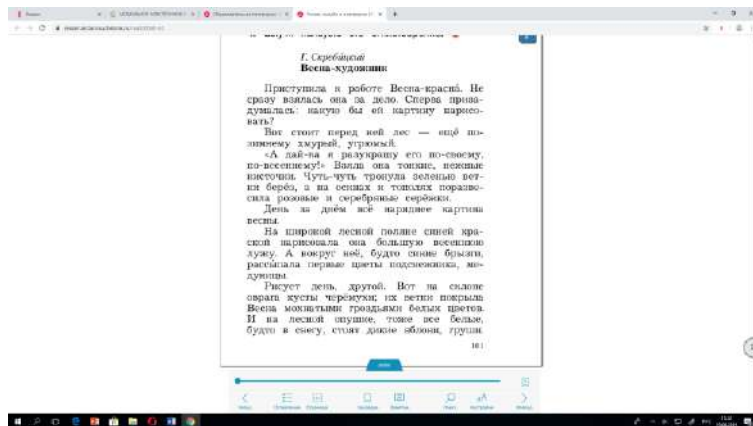 Г. Скребицкий
Весна-художник
Приступила к работе Весна-красна́. Не
сразу взялась она за дело. Сперва приза-
думалась: какую бы ей картину нарисо-
вать?
Вот стоит перед ней лес — ещё по-
зимнему хмурый, угрюмый.
«А дай-ка я разукрашу его по-своему,
по-весеннему!» Взяла она тонкие, нежные
кисточки. Чуть-чуть тронула зеленью вет-
ки берёз, а на осинах и тополях поразве-
сила розовые и серебряные серёжки.
День за днём всё наряднее картина
весны.
На широкой лесной поляне синей кра-
ской нарисовала она большую весеннюю
лужу. А вокруг неё, будто синие брызги,
рассыпала первые цветы подснежника, ме-
дуницы.
Рисует день, другой. Вот на склоне
оврага кусты черёмухи; их ветки покрыла
Весна мохнатыми гроздьями белых цветов.
И на лесной опушке, тоже все белые,
будто в снегу, стоят дикие яблони, груши.
101